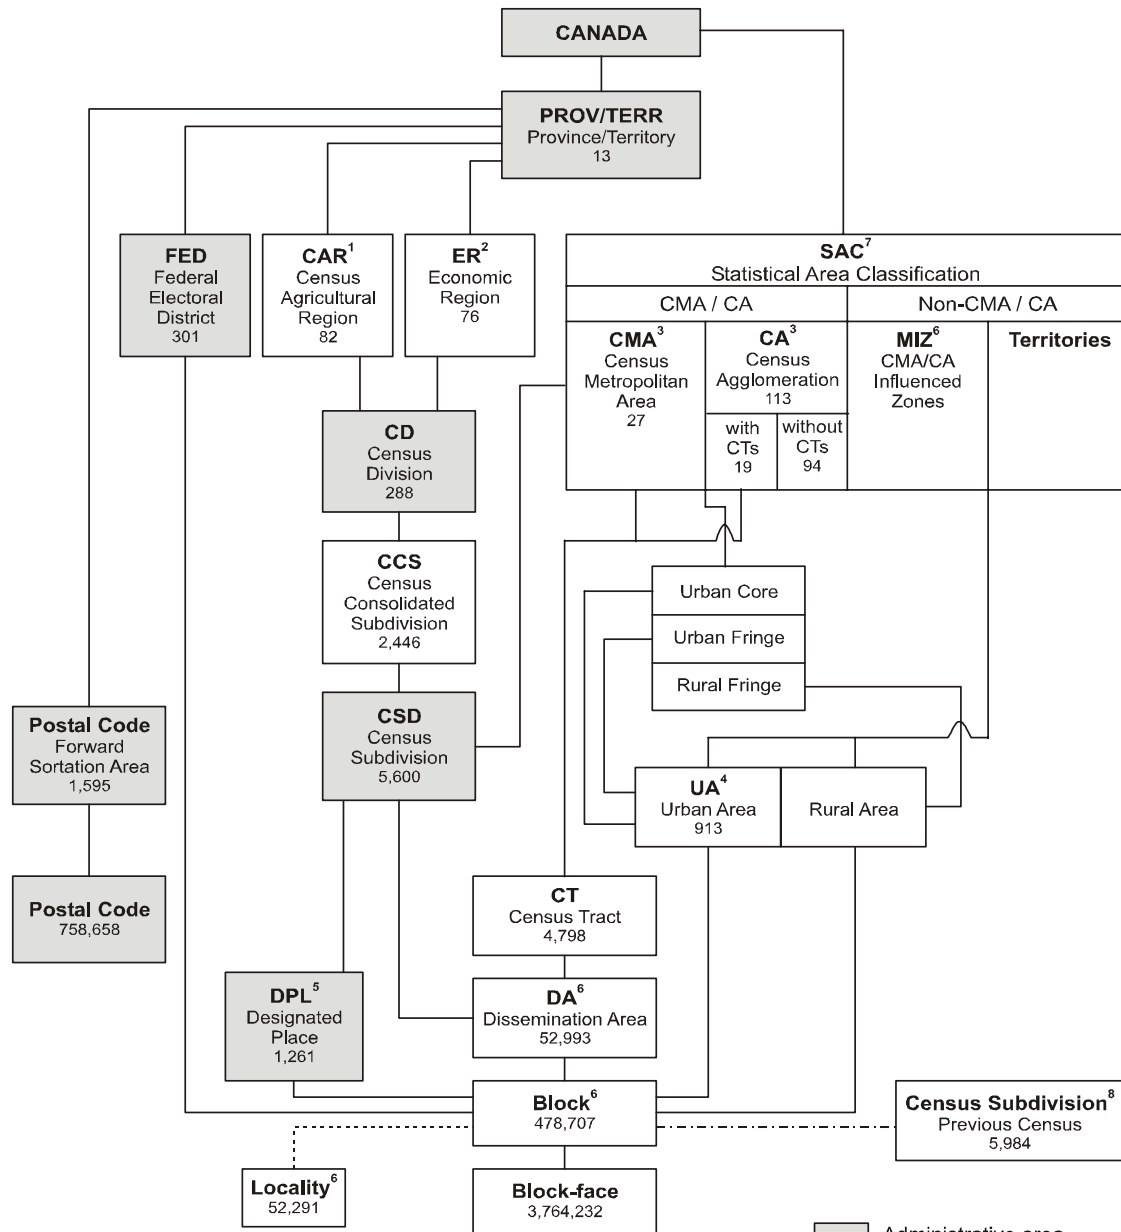 CANADA
PROV/TERR
Province/Territory
13
FED
Federal
Electoral
District
301
CAR1
Census
Agricultural
Region
82
ER2
Economic
Region
76
SAC7
Statistical Area Classification
CMA / CA
Non-CMA / CA
CMA3
Census
Metropolitan
Area
27
CA3
Census
Agglomeration
113
with
CTs
19
without
CTs
94
MIZ6
CMA/CA
Influenced
Zones
Territories
CD
Census
Division
288
CCS
Census
Consolidated
Subdivision
2,446
Urban Core
Urban Fringe
Rural Fringe
CSD
Census
Subdivision
5,600
Postal Code
Forward
Sortation Area
1,595
UA4
Urban Area
913
Rural Area
Postal Code
758,658
CT
Census Tract
4,798
DPL5
Designated
Place
1,261
DA6
Dissemination Area
52,993
Block6
478,707
Census Subdivision8
Previous Census
5,984
Locality6
52,291
Block-face
3,764,232
Administrative area